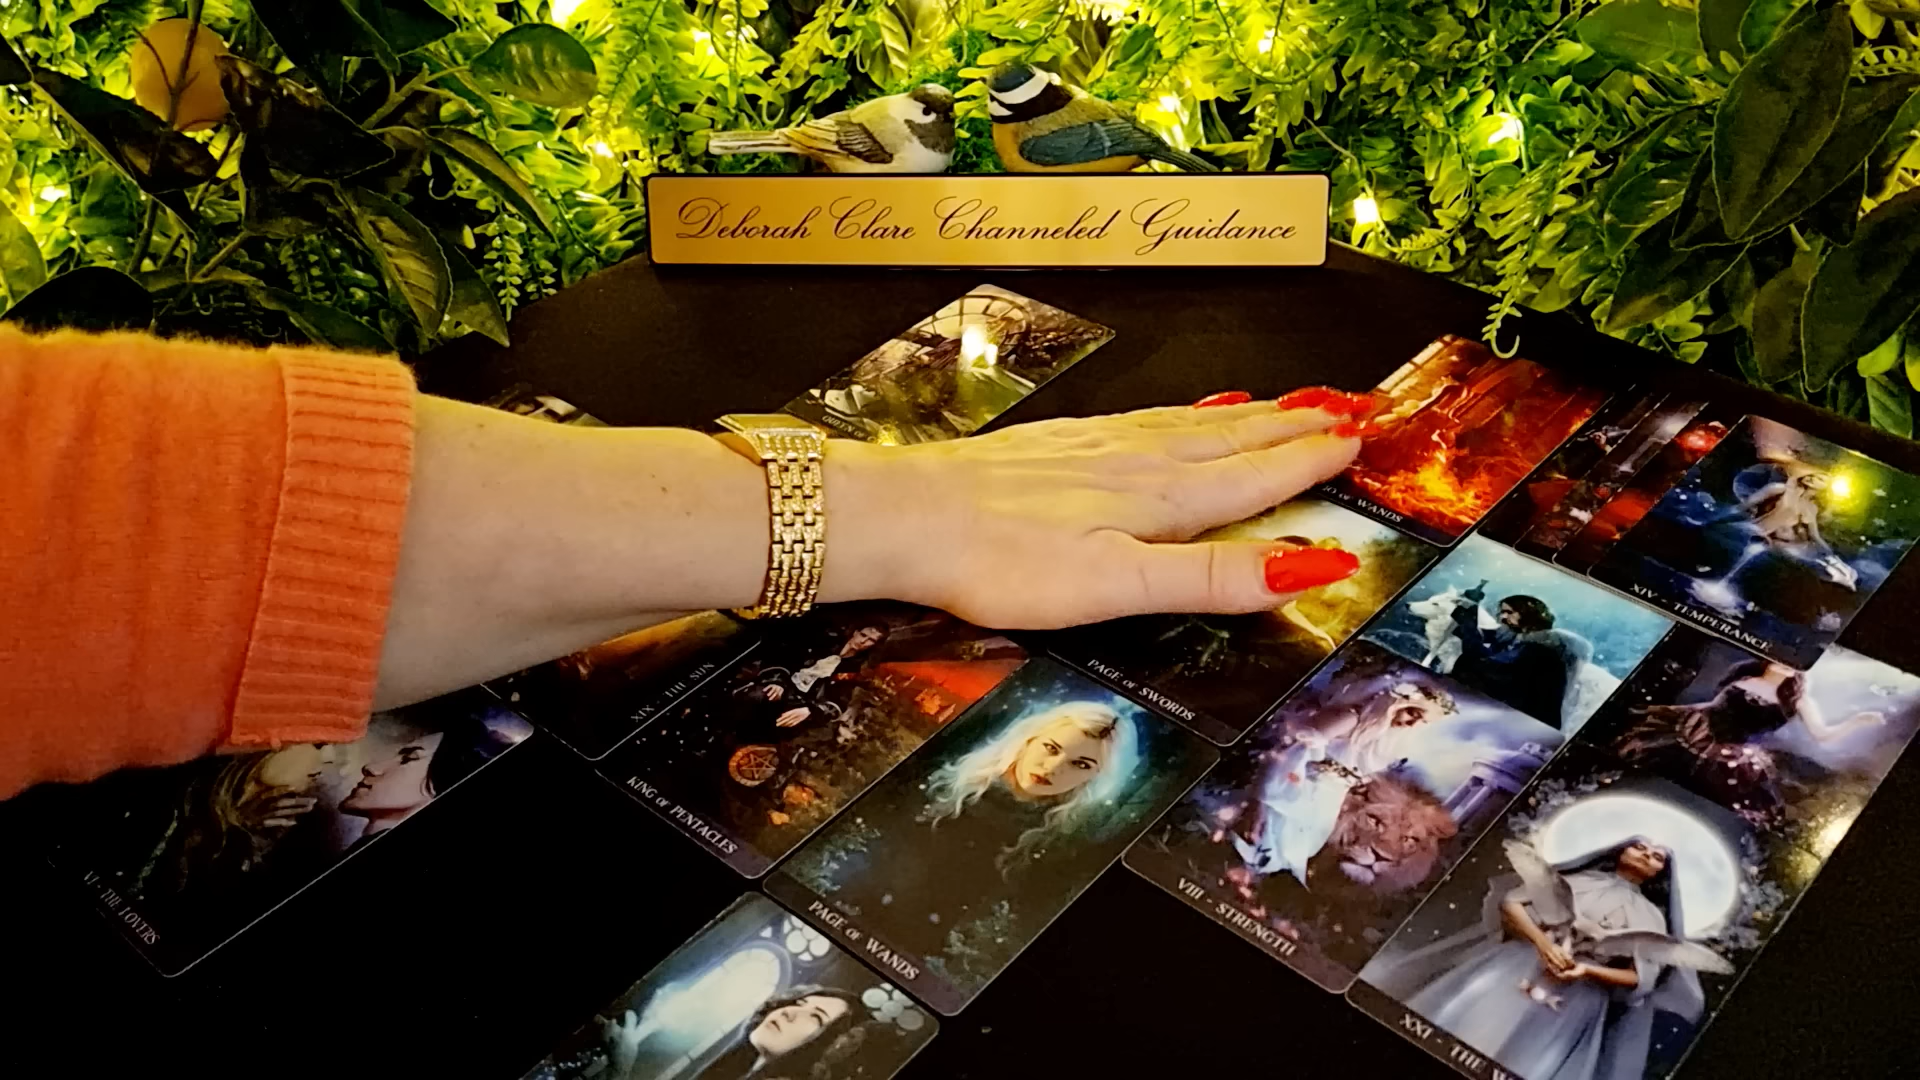 Deborah Clare Channeled Guidance
QUEEN OF
10 OF WANDS
XIV - TEMPERANCE
PAGE OF SWORDS
XIX - THE SUN
KING OF PENTACLES
PAGE OF WANDS
VIII - STRENGTH
VI - THE LOVERS
XXI - THE W